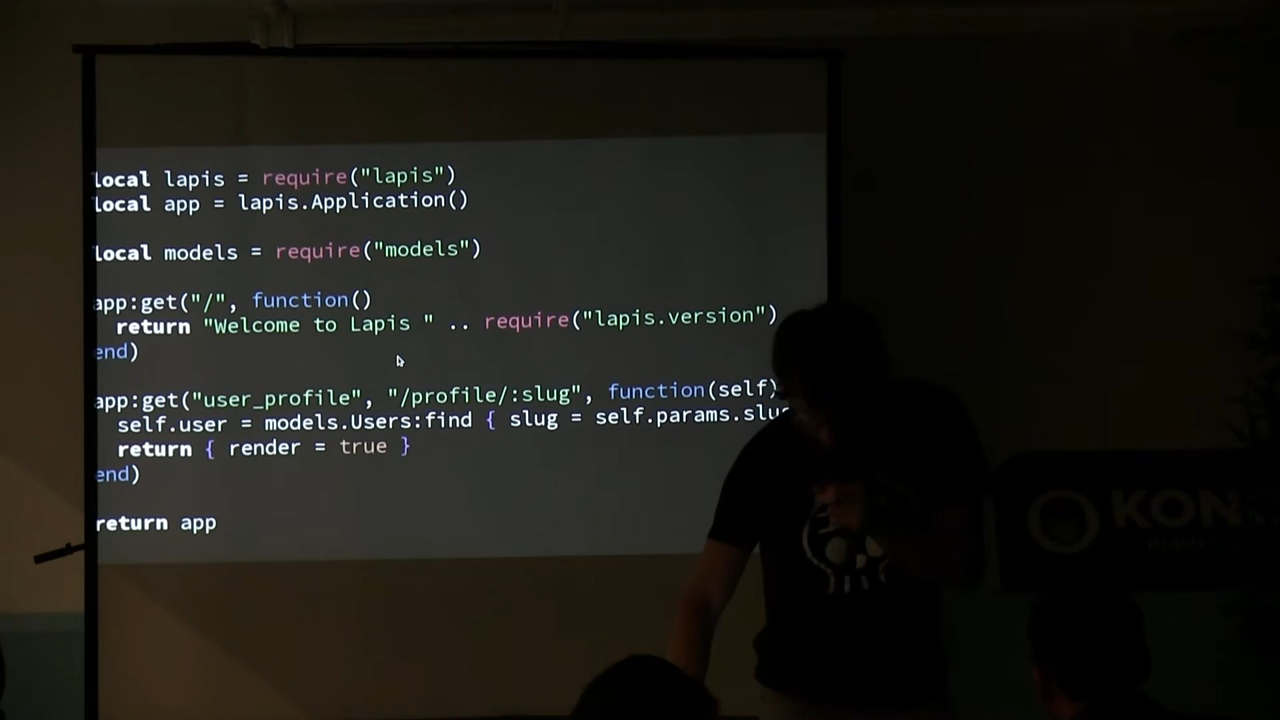 local lapis = require("lapis")
local app = lapis.Application()
local models = require("models")
app:get("/", function()
return "Welcome to Lapis " .. require("lapis.version")
end)
app:get("user_profile", "/profile/:slug", function(self)
self.user = models.Users:find { slug = self.params.slug
return { render = true }
end)
return app